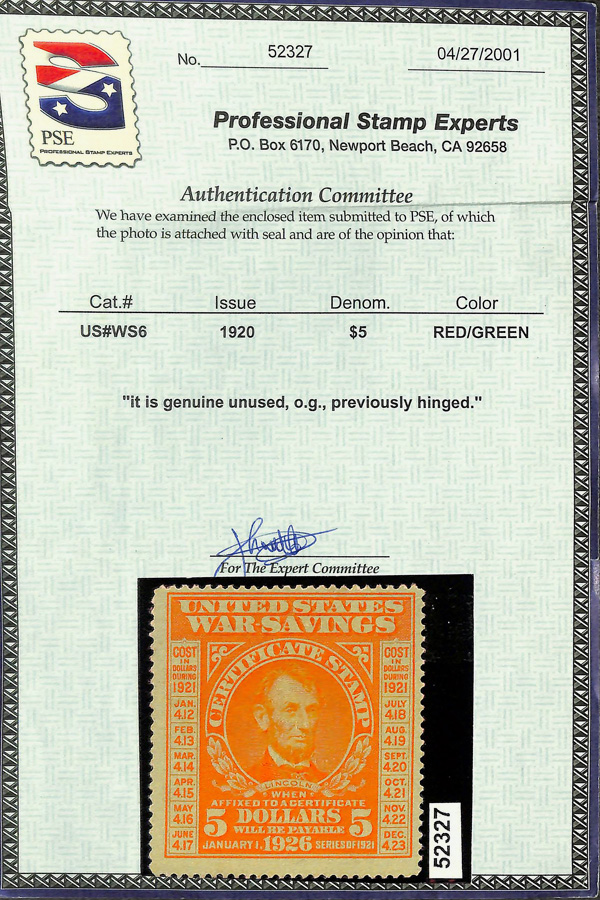 No. 52327
04/27/2001
PSE
PROFESSIONAL STAMP EXPERTS
Professional Stamp Experts
P.O. Box 6170, Newport Beach, CA 92658
Authentication Committee
We have examined the enclosed item submitted to PSE, of which
the photo is attached with seal and are of the opinion that:
Cat.# Issue Denom. Color
US#WS6 1920 $5 RED/GREEN
"it is genuine unused, o.g., previously hinged."
For The Expert Committee
UNITED STATES
WAR-SAVINGS
CERTIFICATE STAMP
COST
IN
DOLLARS
DURING
1921
JAN.
4.12
FEB.
4.13
MAR.
4.14
APR.
4.15
MAY
4.16
JUNE
4.17
COST
IN
DOLLARS
DURING
1921
JULY
4.18
AUG.
4.19
SEPT.
4.20
OCT.
4.21
NOV.
4.22
DEC.
4.23
LINCOLN
WHEN
AFFIXED TO A CERTIFICATE
5 DOLLARS 5
WILL BE PAYABLE
JANUARY 1, 1926 SERIES OF 1921
52327